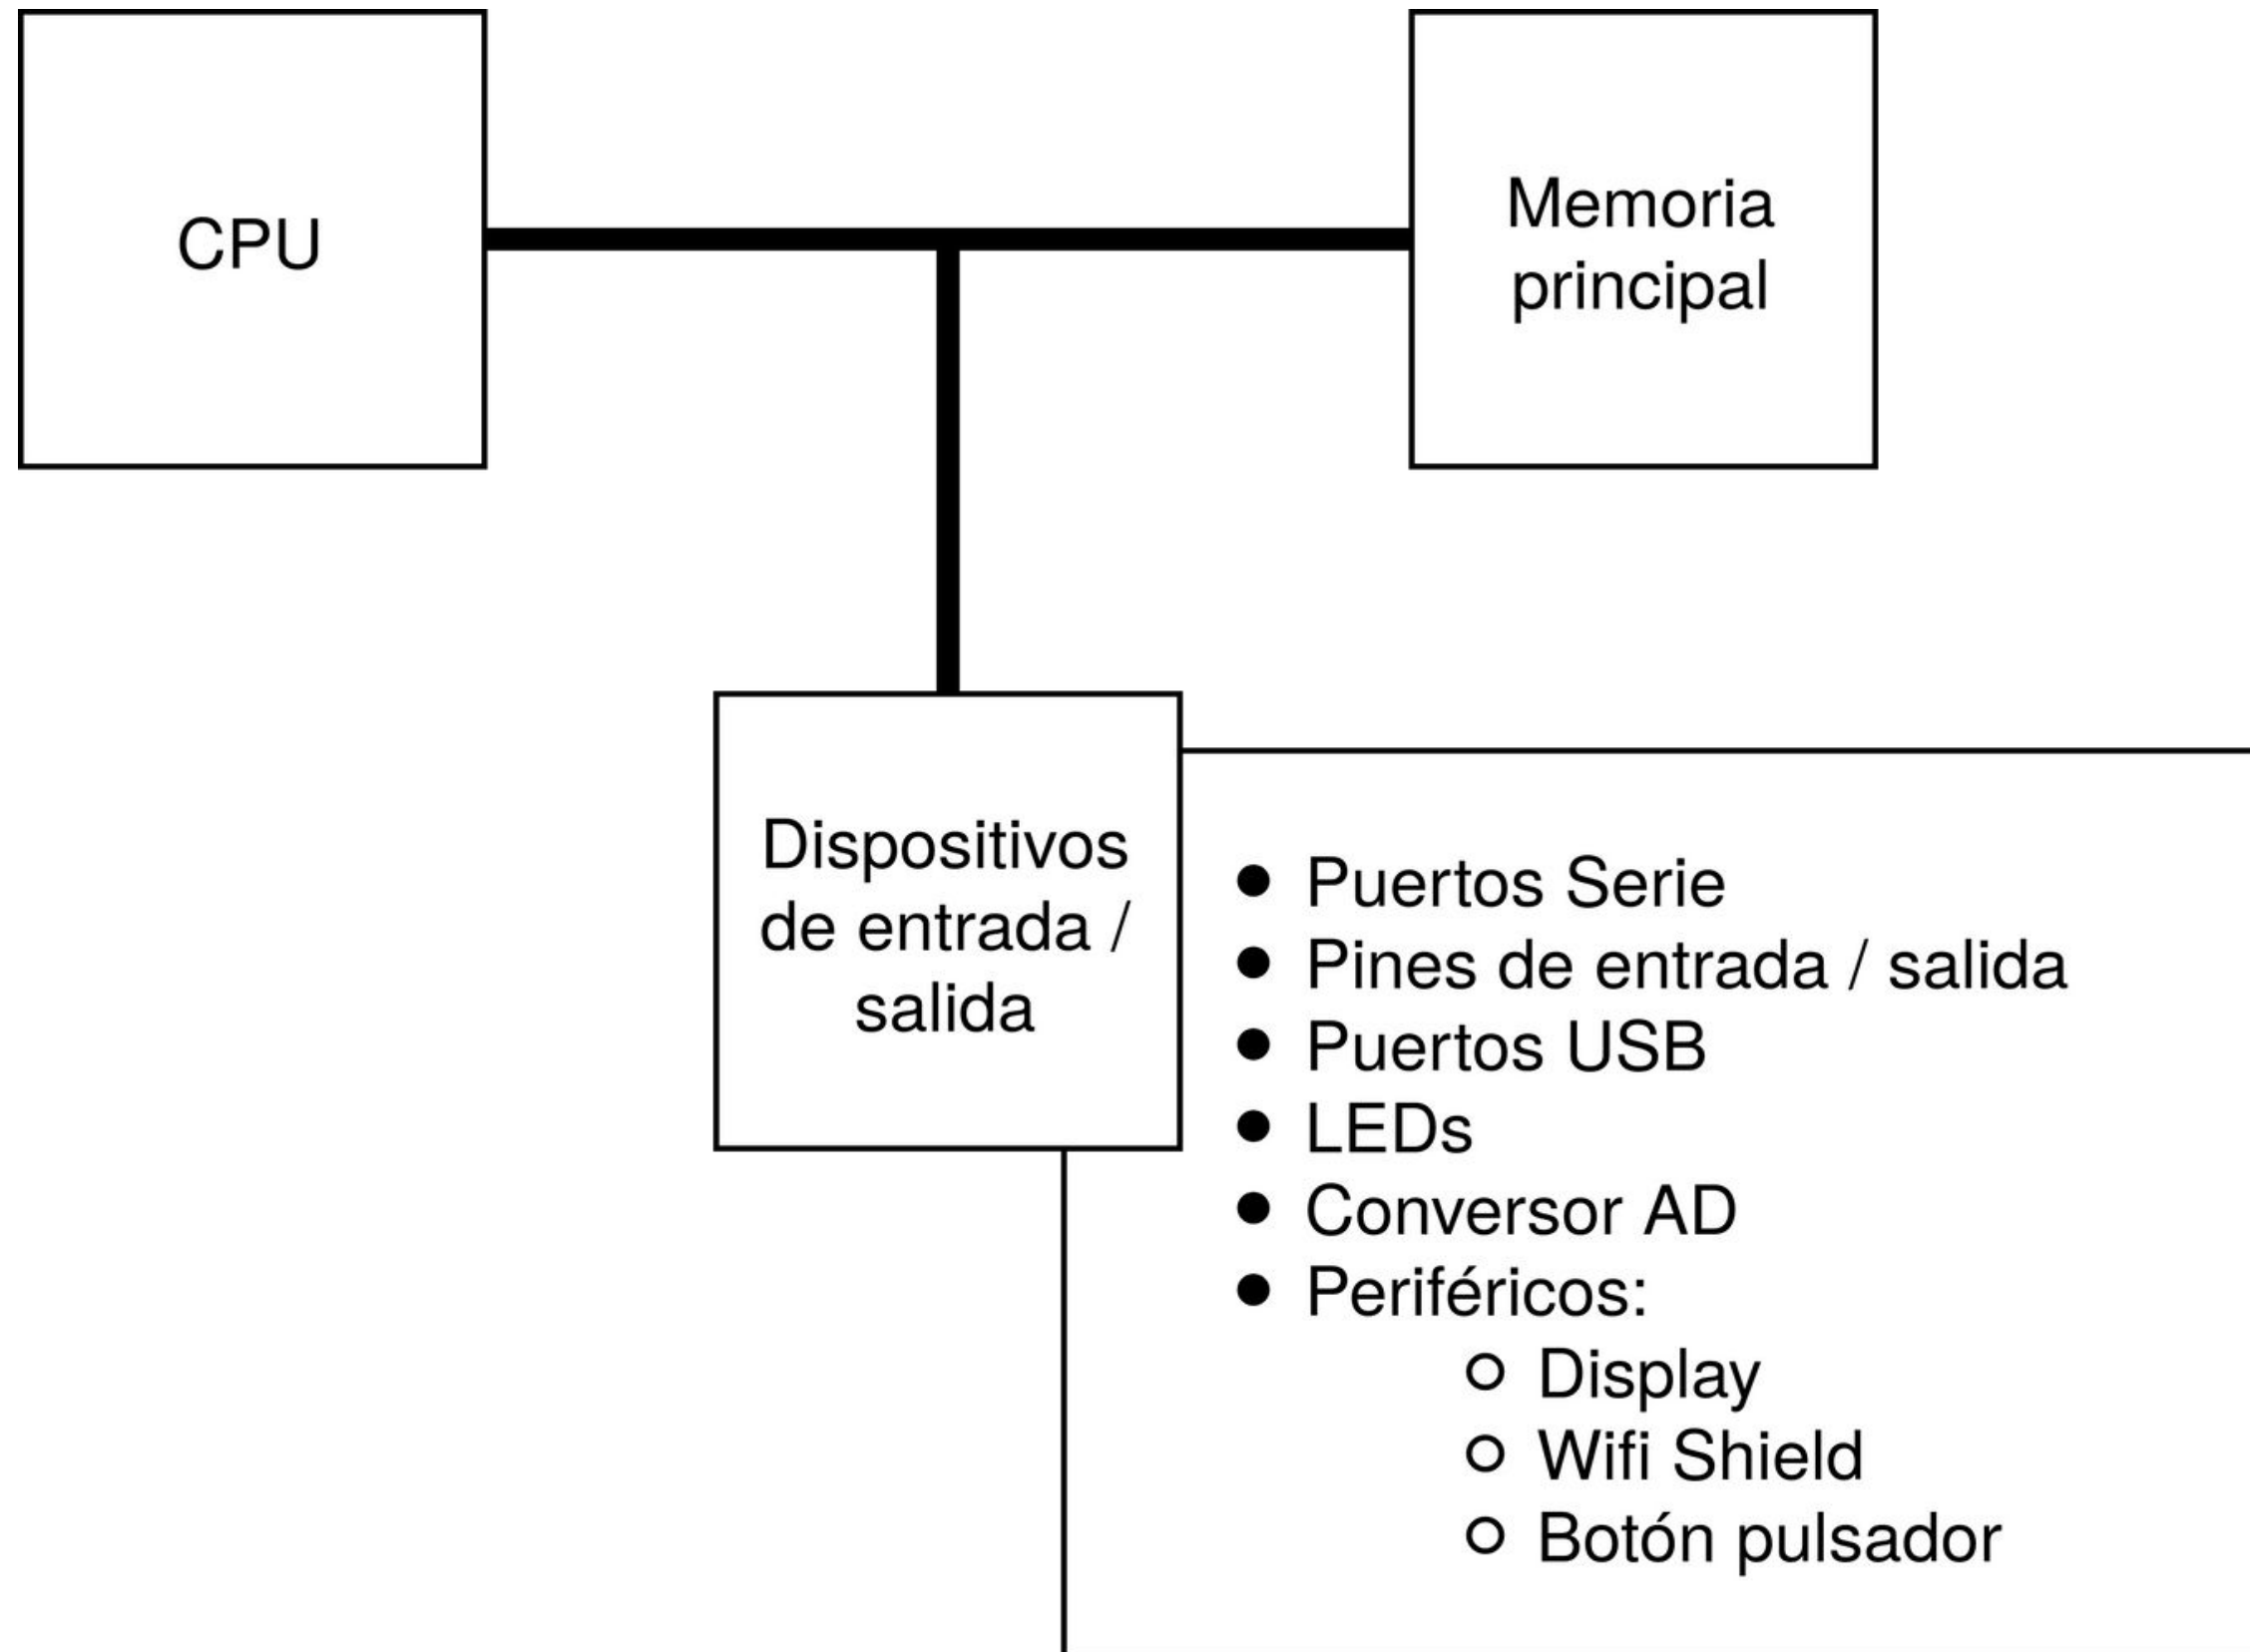 CPU
Memoria
principal
Dispositivos
de entrada /
salida
● Puertos Serie
● Pines de entrada / salida
● Puertos USB
● LEDs
● Conversor AD
● Periféricos:
○ Display
○ Wifi Shield
○ Botón pulsador